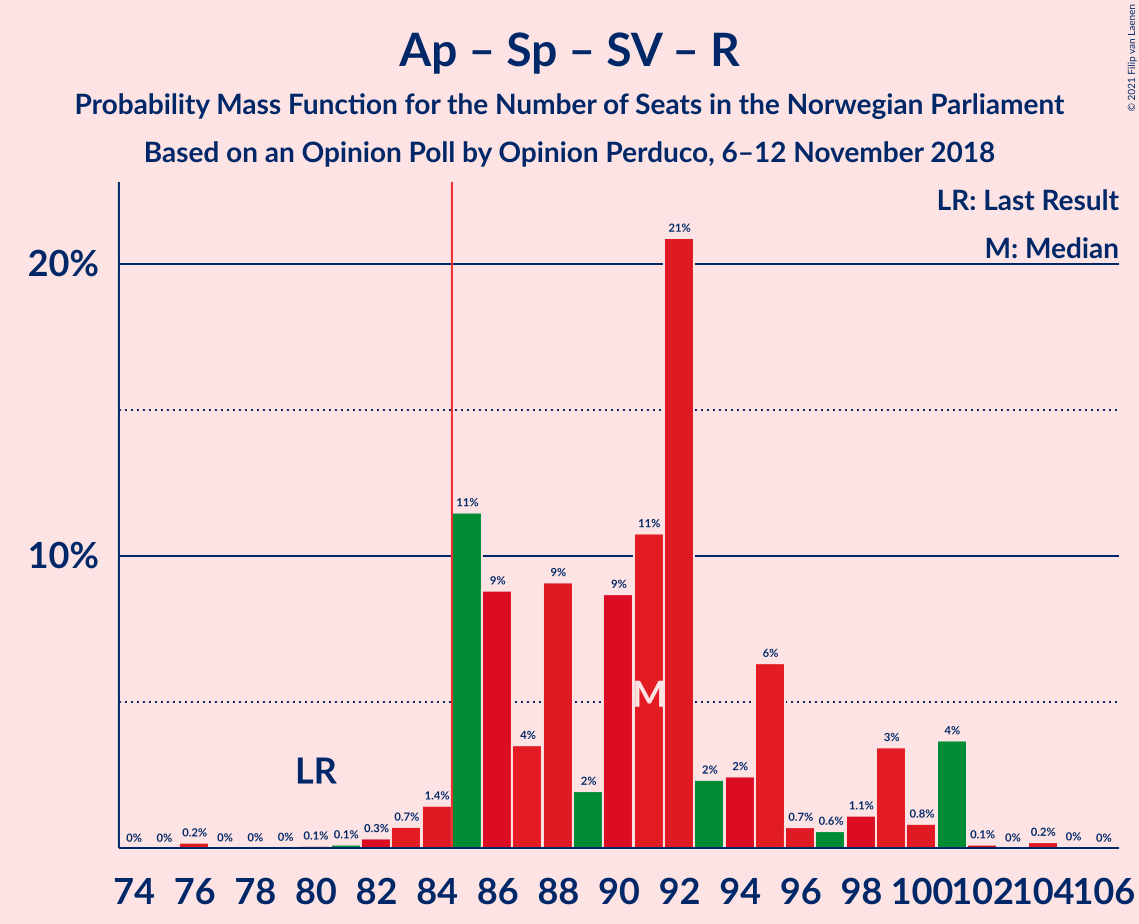 Ap – Sp – SV – R
Probability Mass Function for the Number of Seats in the Norwegian Parliament
Based on an Opinion Poll by Opinion Perduco, 6–12 November 2018
© 2021 Filip van Laenen
LR: Last Result
M: Median
20%
10%
LR
M
0% 0% 0.2% 0% 0% 0% 0.1% 0.1% 0.3% 0.7% 1.4% 11% 9% 4% 9% 2% 9% 11% 21% 2% 2% 6% 0.7% 0.6% 1.1% 3% 0.8% 4% 0.1% 0% 0.2% 0% 0%
74 76 78 80 82 84 86 88 90 92 94 96 98 100 102 104 106